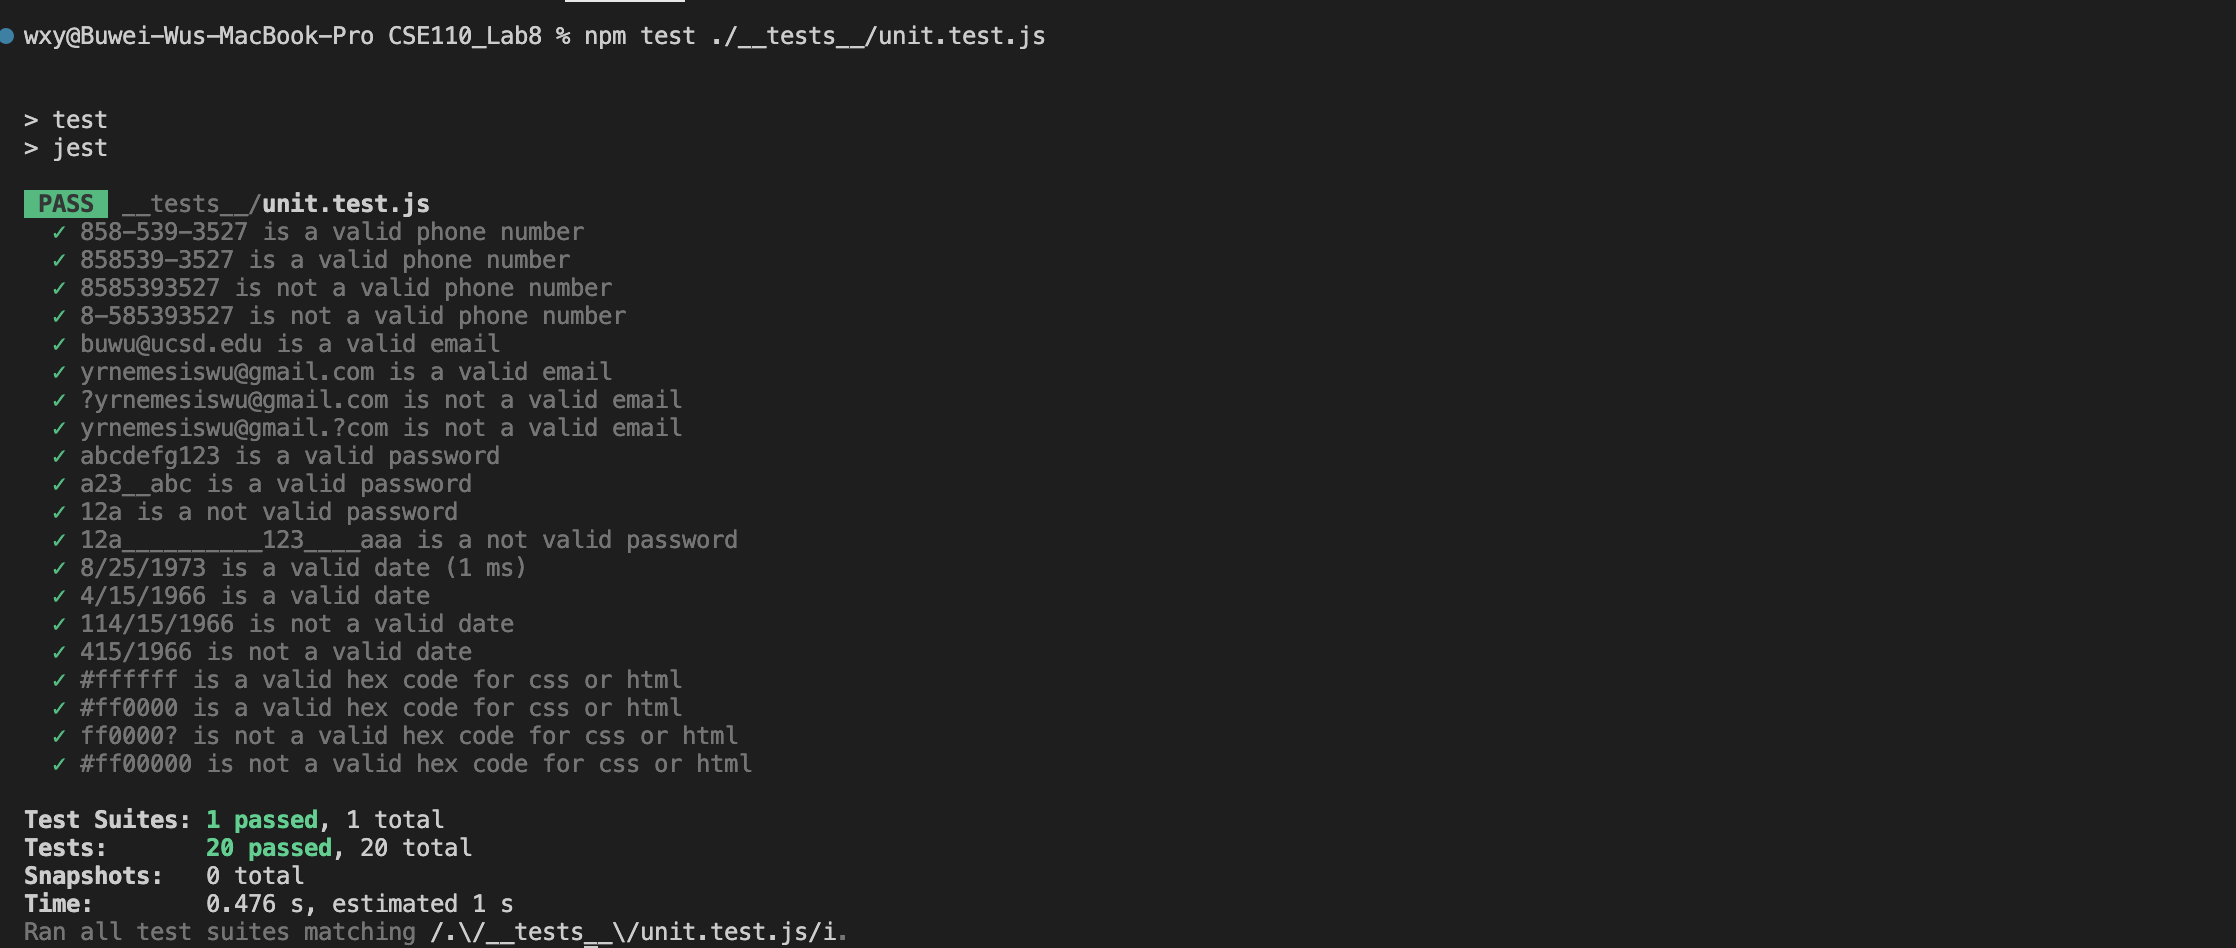 wxy@Buwei-Wus-MacBook-Pro CSE110_Lab8 % npm test ./__tests__/unit.test.js
> test
> jest
PASS __tests__/unit.test.js
✓ 858-539-3527 is a valid phone number
✓ 858539-3527 is a valid phone number
✓ 8585393527 is not a valid phone number
✓ 8-585393527 is not a valid phone number
✓ buwu@ucsd.edu is a valid email
✓ yrnemesiswu@gmail.com is a valid email
✓ ?yrnemesiswu@gmail.com is not a valid email
✓ yrnemesiswu@gmail.?com is not a valid email
✓ abcdefg123 is a valid password
✓ a23__abc is a valid password
✓ 12a is a not valid password
✓ 12a__________123____aaa is a not valid password
✓ 8/25/1973 is a valid date (1 ms)
✓ 4/15/1966 is a valid date
✓ 114/15/1966 is not a valid date
✓ 415/1966 is not a valid date
✓ #ffffff is a valid hex code for css or html
✓ #ff0000 is a valid hex code for css or html
✓ ff0000? is not a valid hex code for css or html
✓ #ff00000 is not a valid hex code for css or html
Test Suites: 1 passed, 1 total
Tests: 20 passed, 20 total
Snapshots: 0 total
Time: 0.476 s, estimated 1 s
Ran all test suites matching /.\/__tests__\/unit.test.js/i.